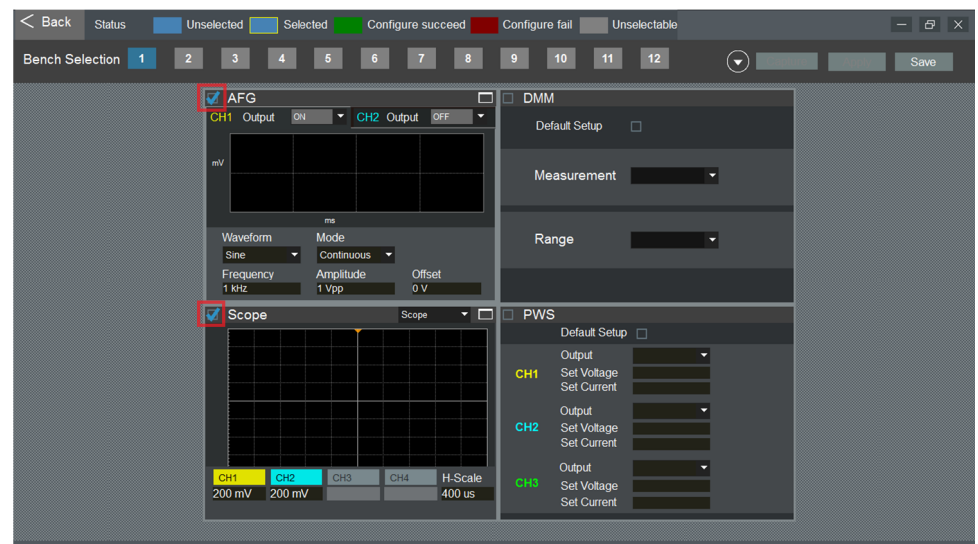 < Back Status Unselected Selected Configure succeed Configure fail Unselectable
Bench Selection 1 2 3 4 5 6 7 8 9 10 11 12 Save
AFG
CH1 Output ON CH2 Output OFF
mV
ms
Waveform Mode
Sine Continuous
Frequency Amplitude Offset
1 kHz 1 Vpp 0 V
DMM
Default Setup
Measurement
Range
Scope Scope
CH1 CH2 CH3 CH4 H-Scale
200 mV 200 mV 400 us
PWS
Default Setup
Output
CH1 Set Voltage
Set Current
Output
CH2 Set Voltage
Set Current
Output
CH3 Set Voltage
Set Current